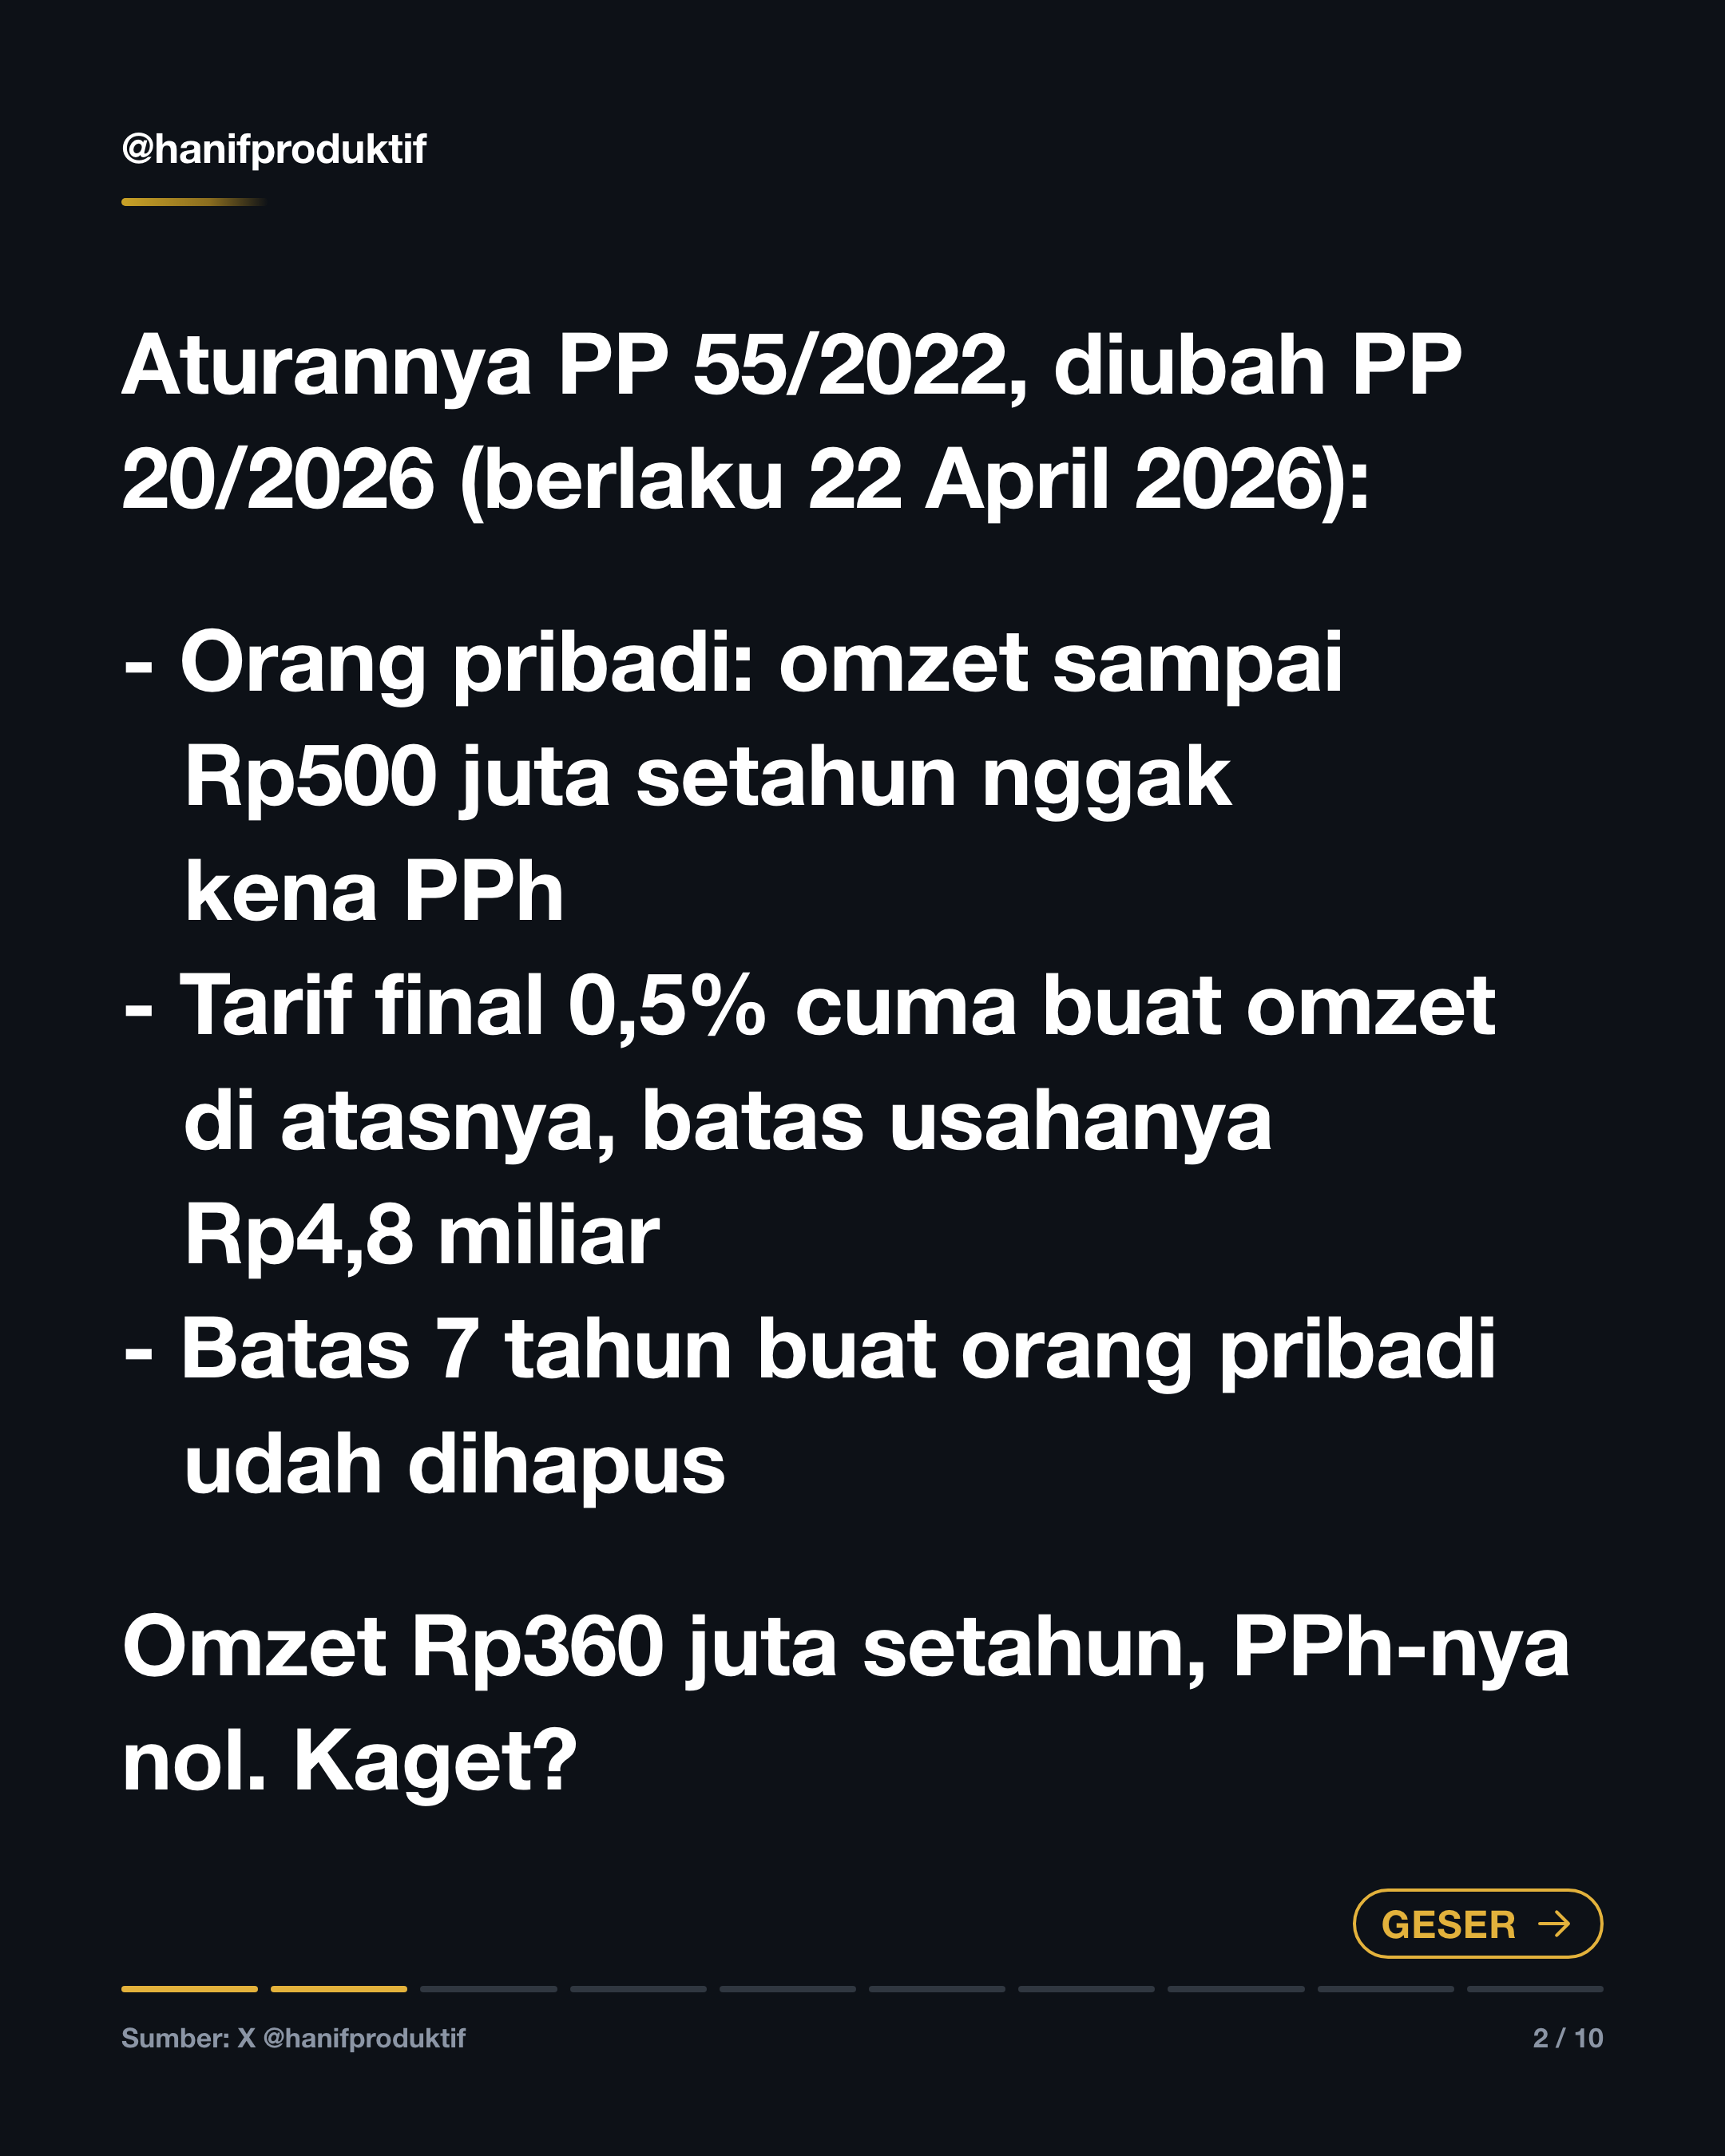 @hanifproduktif
Aturannya PP 55/2022, diubah PP
20/2026 (berlaku 22 April 2026):
- Orang pribadi: omzet sampai
Rp500 juta setahun nggak
kena PPh
- Tarif final 0,5% cuma buat omzet
di atasnya, batas usahanya
Rp4,8 miliar
- Batas 7 tahun buat orang pribadi
udah dihapus
Omzet Rp360 juta setahun, PPh-nya
nol. Kaget?
GESER →
Sumber: X @hanifproduktif
2 / 10